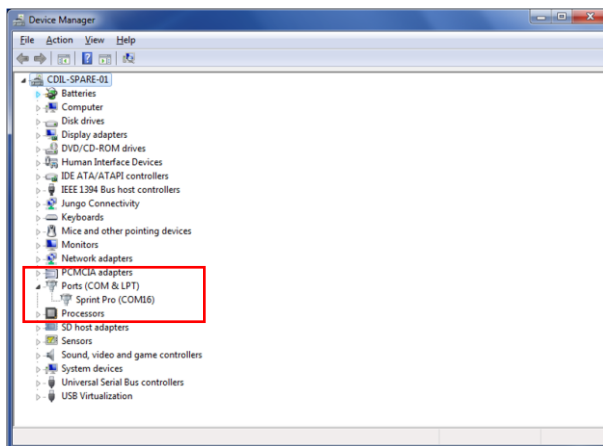 Device Manager
File Action View Help
CDIL-SPARE-01
Batteries
Computer
Disk drives
Display adapters
DVD/CD-ROM drives
Human Interface Devices
IDE ATA/ATAPI controllers
IEEE 1394 Bus host controllers
Jungo Connectivity
Keyboards
Mice and other pointing devices
Monitors
Network adapters
PCMCIA adapters
Ports (COM & LPT)
Sprint Pro (COM16)
Processors
SD host adapters
Sensors
Sound, video and game controllers
System devices
Universal Serial Bus controllers
USB Virtualization